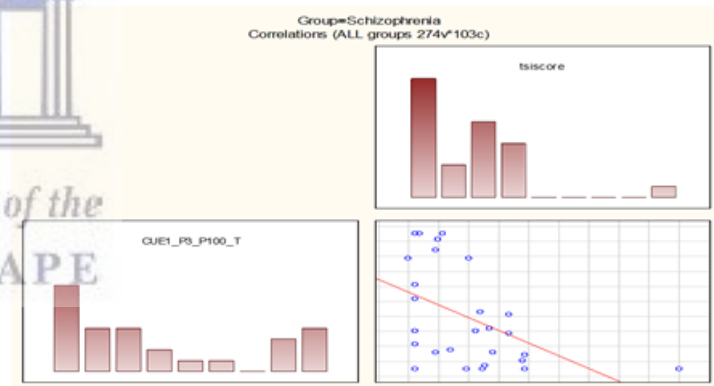 Group=Schizophrenia
Correlations (ALL groups 274v*103c)
tsiscore
of the
CUE1_P3_P100_T
APE